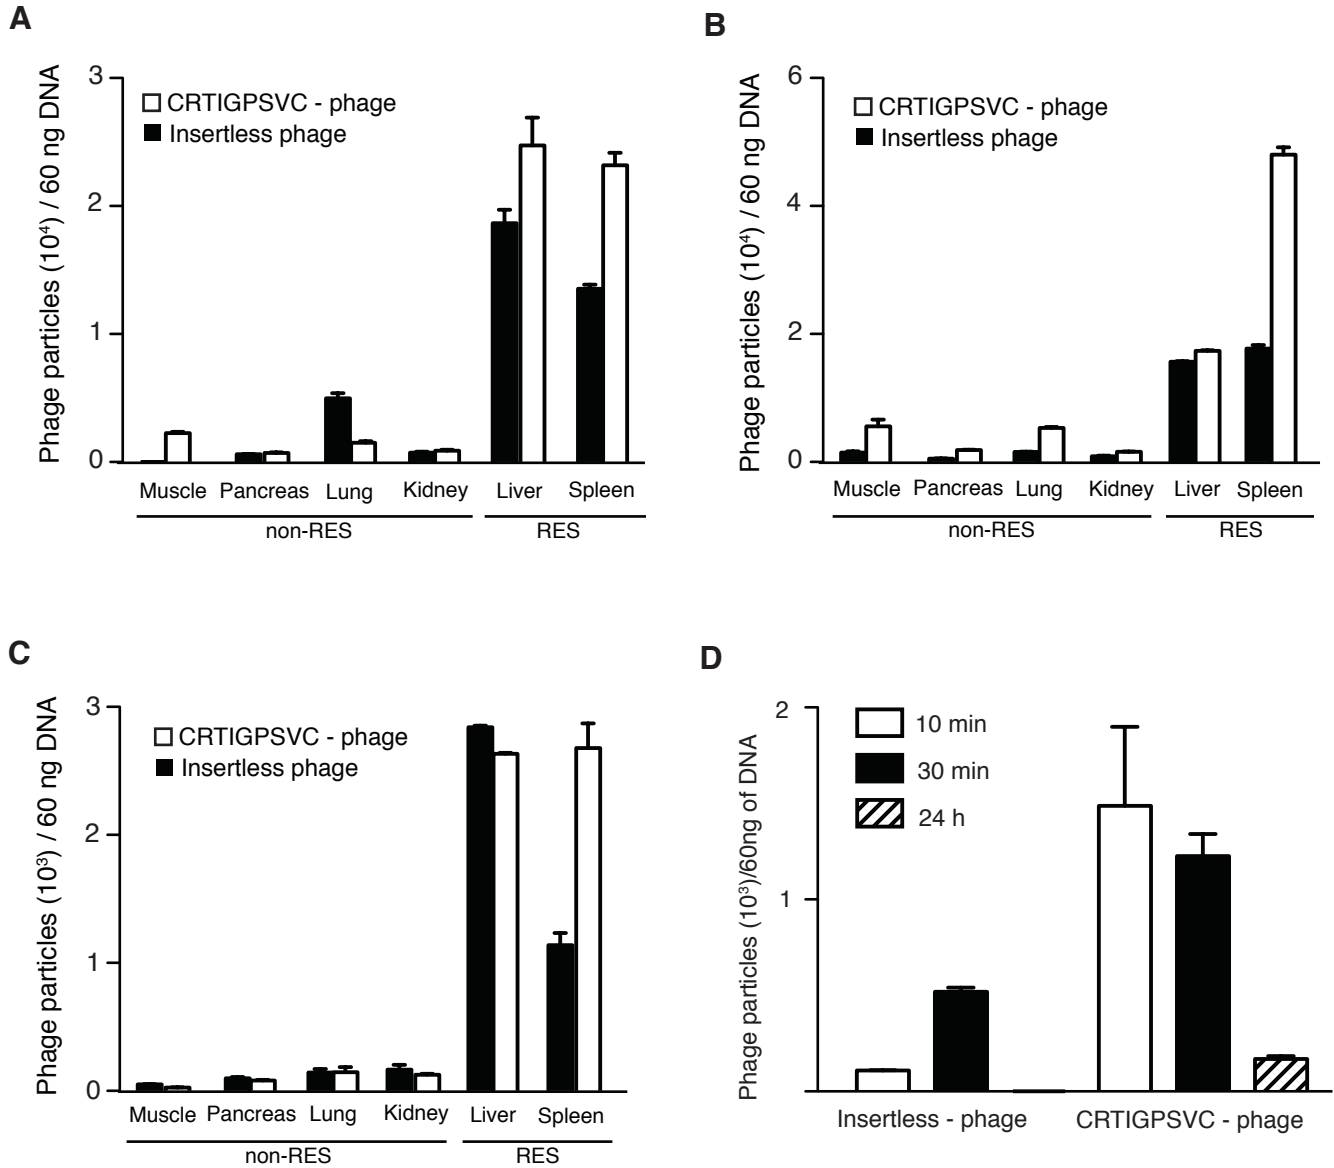 A
Phage particles (10⁴) / 60 ng DNA
3
2
1
0
CRTIGPSVC - phage
Insertless phage
Muscle Pancreas Lung Kidney Liver Spleen
non-RES RES
B
Phage particles (10⁴) / 60 ng DNA
6
4
2
0
CRTIGPSVC - phage
Insertless phage
Muscle Pancreas Lung Kidney Liver Spleen
non-RES RES
C
Phage particles (10³) / 60 ng DNA
3
2
1
0
CRTIGPSVC - phage
Insertless phage
Muscle Pancreas Lung Kidney Liver Spleen
non-RES RES
D
Phage particles (10³)/60ng of DNA
2
1
10 min
30 min
24 h
Insertless - phage CRTIGPSVC - phage